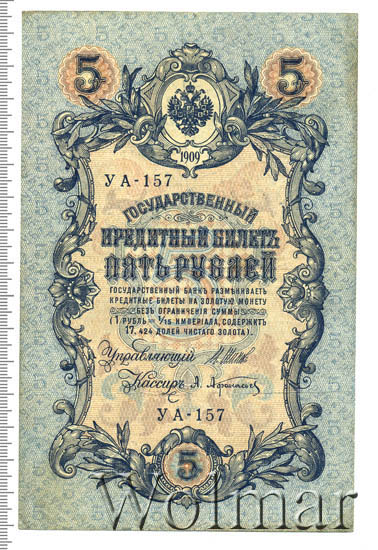 5 5
1909
УА-157
ГОСУДАРСТВЕННЫЙ
КРЕДИТНЫЙ БИЛЕТЪ
ПЯТЬ РУБЛЕЙ
ГОСУДАРСТВЕННЫЙ БАНКЪ РАЗМѢНИВАЕТЪ
КРЕДИТНЫЕ БИЛЕТЫ НА ЗОЛОТУЮ МОНЕТУ
БЕЗЪ ОГРАНИЧЕНІЯ СУММЫ
(1 РУБЛЬ = 1/15 ИМПЕРІАЛА, СОДЕРЖИТЪ
17,424 ДОЛЕЙ ЧИСТАГО ЗОЛОТА).
Управляющій
Кассиръ
УА-157
5
Wolmar